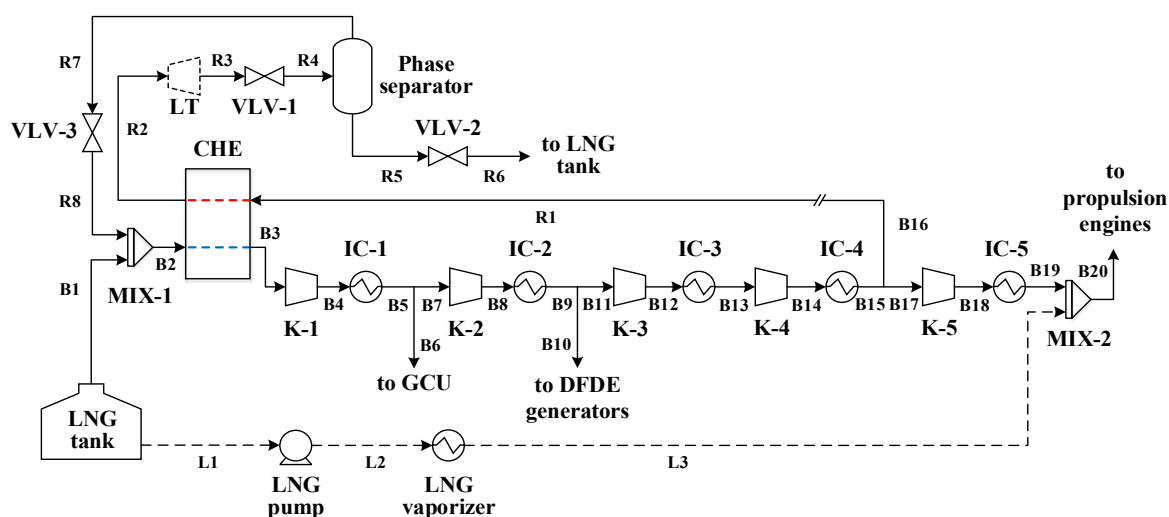 to
propulsion
engines
R7
R3
R4
LT
VLV-1
Phase
separator
VLV-3
R2
VLV-2
to LNG
tank
CHE
R5
R6
R8
R1
B16
B3
IC-1
IC-2
IC-3
IC-4
IC-5
B1
B2
MIX-1
B4
B5
B7
B8
B9
B11
B12
B13
B14
B15
B17
B18
B19
B20
K-1
K-2
K-3
K-4
K-5
MIX-2
B6
B10
to GCU
to DFDE
generators
LNG
tank
L1
L2
L3
LNG
pump
LNG
vaporizer